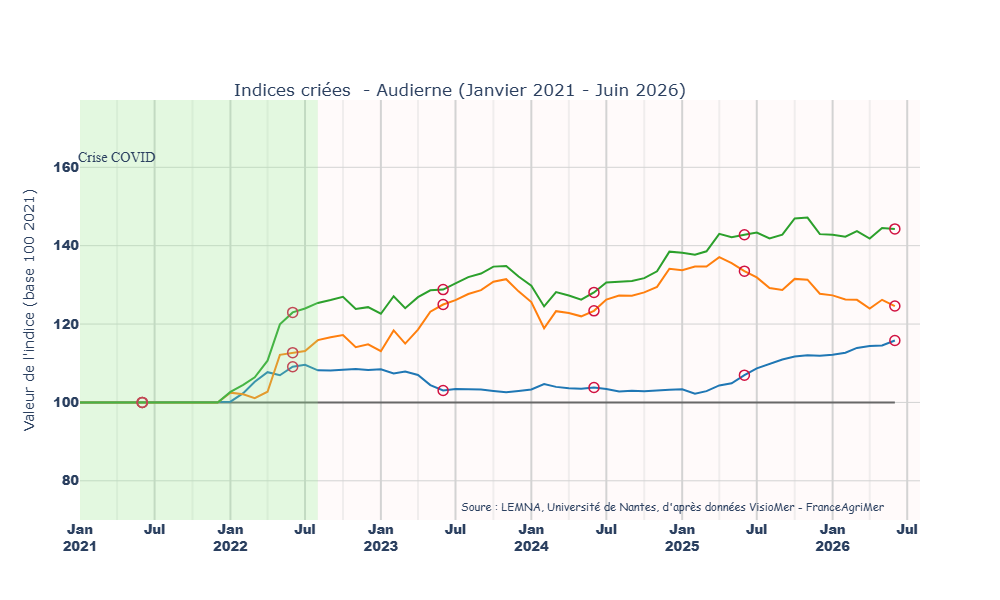 Indices criées  - Audierne (Janvier 2021 - Juin 2026)
Valeur de l'indice (base 100 2021)
Crise COVID
160
140
120
100
80
Soure : LEMNA, Université de Nantes, d'après données VisioMer - FranceAgriMer
Jan Jul Jan Jul Jan Jul Jan Jul Jan Jul Jan Jul
2021 2022 2023 2024 2025 2026